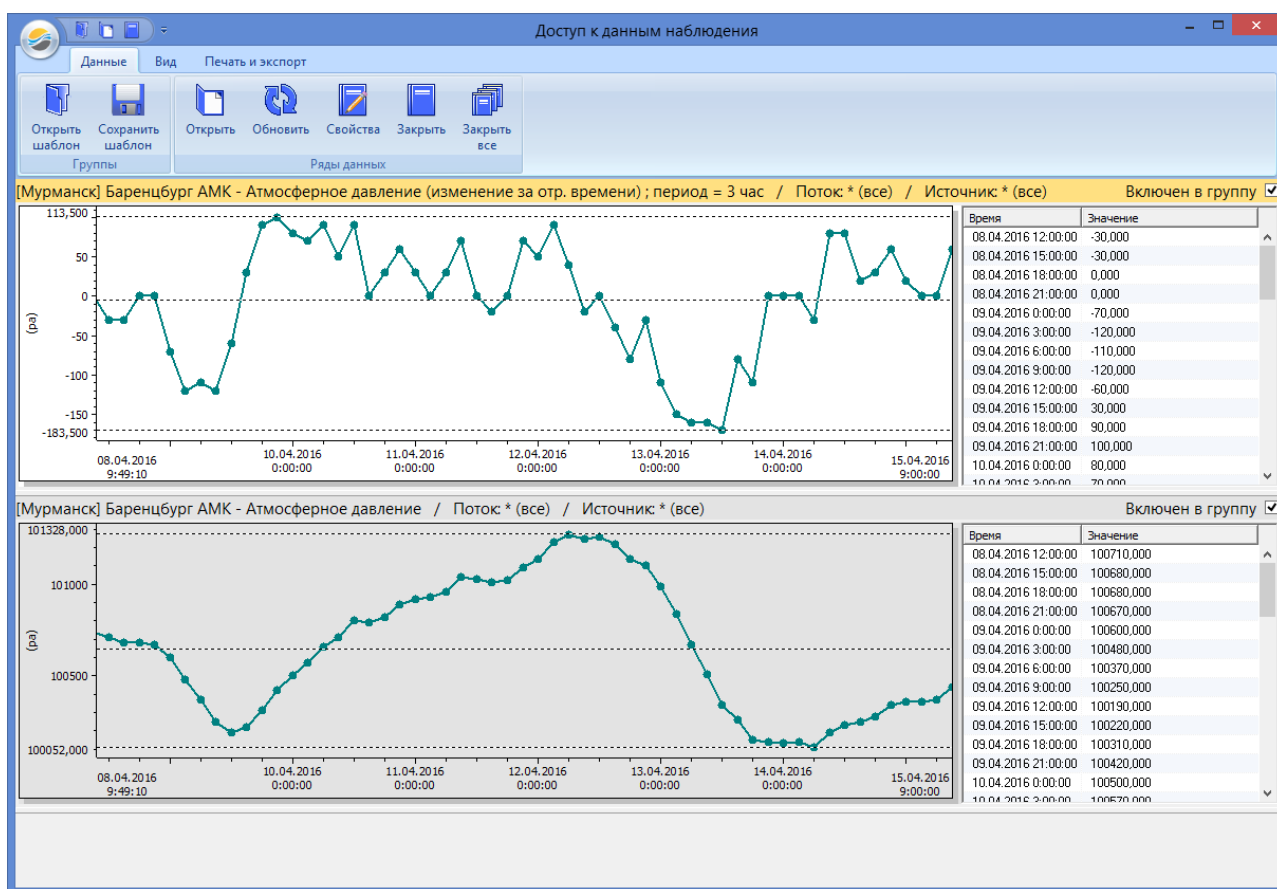 Доступ к данным наблюдения
Данные Вид Печать и экспорт
Открыть шаблон
Сохранить шаблон
Открыть
Обновить
Свойства
Закрыть
Закрыть все
Группы
Ряды данных
[Мурманск] Баренцбург АМК - Атмосферное давление (изменение за отр. времени) ; период = 3 час / Поток: * (все) / Источник: * (все) Включен в группу
113,500
50
0
-50
-100
-150
-183,500
(pa)
08.04.2016 9:49:10
10.04.2016 0:00:00
11.04.2016 0:00:00
12.04.2016 0:00:00
13.04.2016 0:00:00
14.04.2016 0:00:00
15.04.2016 9:00:00
Время Значение
08.04.2016 12:00:00 -30,000
08.04.2016 15:00:00 -30,000
08.04.2016 18:00:00 0,000
08.04.2016 21:00:00 0,000
09.04.2016 0:00:00 -70,000
09.04.2016 3:00:00 -120,000
09.04.2016 6:00:00 -110,000
09.04.2016 9:00:00 -120,000
09.04.2016 12:00:00 -60,000
09.04.2016 15:00:00 30,000
09.04.2016 18:00:00 90,000
09.04.2016 21:00:00 100,000
10.04.2016 0:00:00 80,000
10.04.2016 3:00:00 70,000
[Мурманск] Баренцбург АМК - Атмосферное давление / Поток: * (все) / Источник: * (все) Включен в группу
101328,000
101000
100500
100052,000
(pa)
08.04.2016 9:49:10
10.04.2016 0:00:00
11.04.2016 0:00:00
12.04.2016 0:00:00
13.04.2016 0:00:00
14.04.2016 0:00:00
15.04.2016 9:00:00
Время Значение
08.04.2016 12:00:00 100710,000
08.04.2016 15:00:00 100680,000
08.04.2016 18:00:00 100680,000
08.04.2016 21:00:00 100670,000
09.04.2016 0:00:00 100600,000
09.04.2016 3:00:00 100480,000
09.04.2016 6:00:00 100370,000
09.04.2016 9:00:00 100250,000
09.04.2016 12:00:00 100190,000
09.04.2016 15:00:00 100220,000
09.04.2016 18:00:00 100310,000
09.04.2016 21:00:00 100420,000
10.04.2016 0:00:00 100500,000
10.04.2016 3:00:00 100570,000